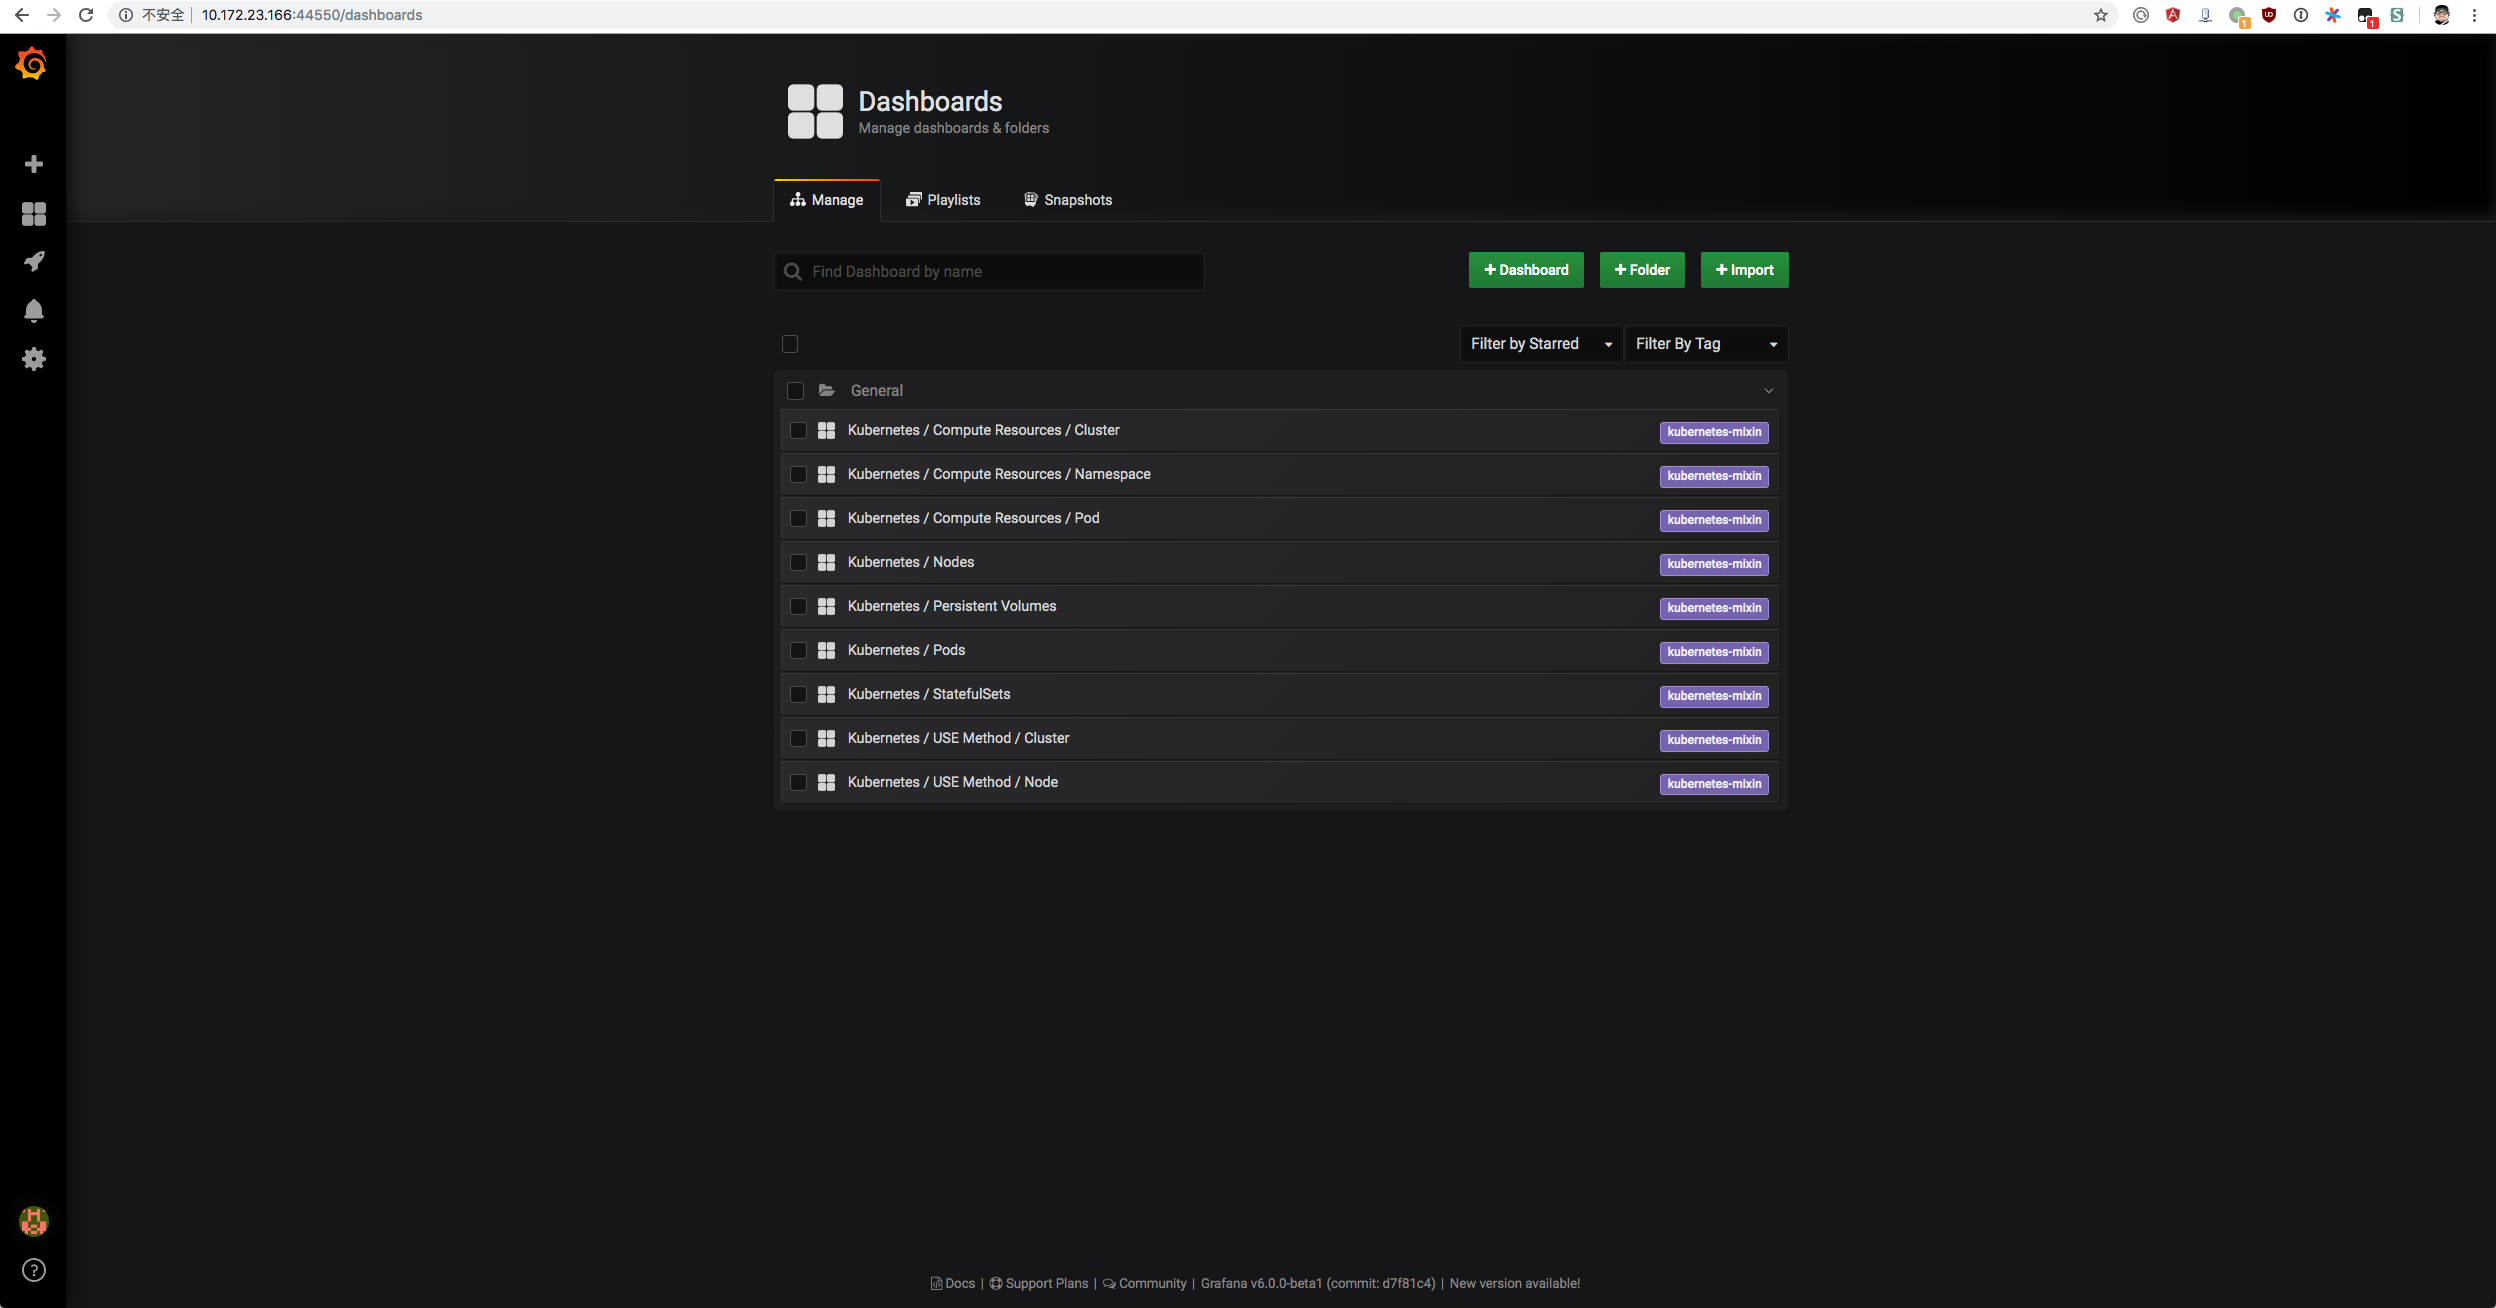 不安全 10.172.23.166:44550/dashboards
Dashboards
Manage dashboards & folders
Manage Playlists Snapshots
Find Dashboard by name
Dashboard Folder Import
Filter by Starred Filter By Tag
General
Kubernetes / Compute Resources / Cluster kubernetes-mixin
Kubernetes / Compute Resources / Namespace kubernetes-mixin
Kubernetes / Compute Resources / Pod kubernetes-mixin
Kubernetes / Nodes kubernetes-mixin
Kubernetes / Persistent Volumes kubernetes-mixin
Kubernetes / Pods kubernetes-mixin
Kubernetes / StatefulSets kubernetes-mixin
Kubernetes / USE Method / Cluster kubernetes-mixin
Kubernetes / USE Method / Node kubernetes-mixin
Docs | Support Plans | Community | Grafana v6.0.0-beta1 (commit: d7f81c4) | New version available!